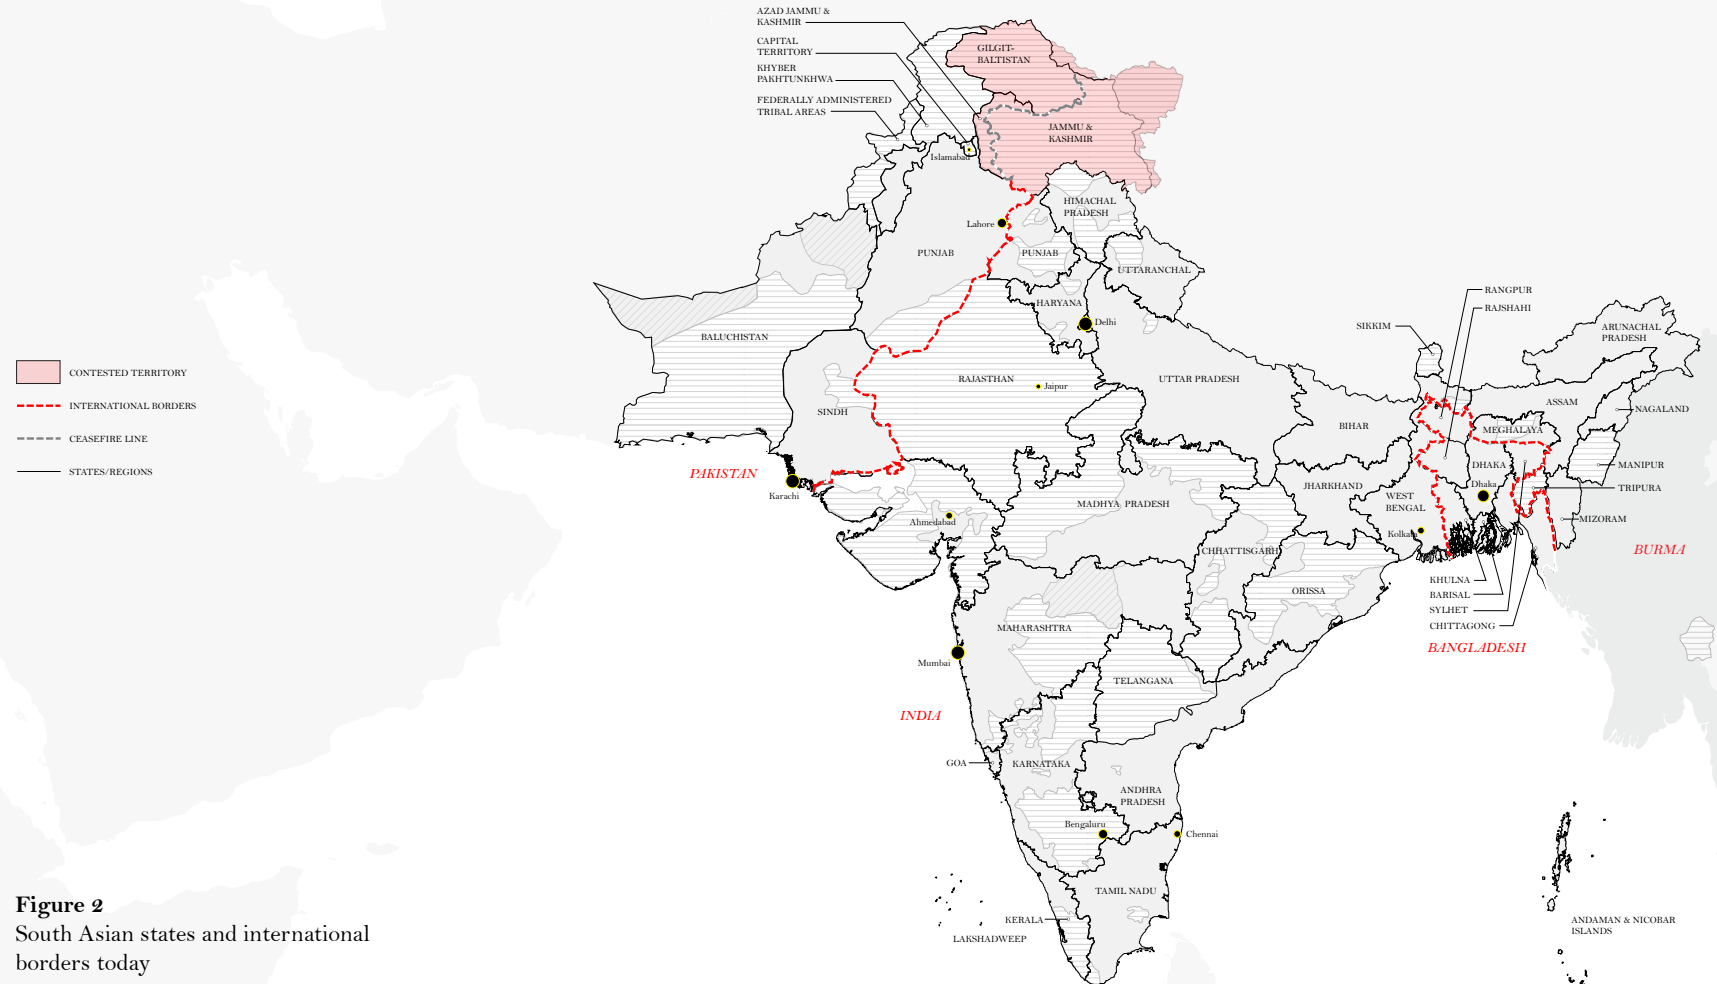 AZAD JAMMU &
KASHMIR
CAPITAL
TERRITORY
KHYBER
PAKHTUNKHWA
FEDERALLY ADMINISTERED
TRIBAL AREAS
GILGIT-
BALTISTAN
JAMMU &
KASHMIR
Islamabad
HIMACHAL
PRADESH
Lahore
PUNJAB
PUNJAB
UTTARANCHAL
HARYANA
Delhi
BALUCHISTAN
RANGPUR
RAJSHAHI
SIKKIM
ARUNACHAL
PRADESH
CONTESTED TERRITORY
INTERNATIONAL BORDERS
CEASEFIRE LINE
STATES/REGIONS
RAJASTHAN
Jaipur
UTTAR PRADESH
SINDH
BIHAR
ASSAM
NAGALAND
MEGHALAYA
PAKISTAN
Karachi
DHAKA
Dhaka
MANIPUR
JHARKHAND
TRIPURA
WEST
BENGAL
MADHYA PRADESH
Ahmedabad
MIZORAM
Kolkata
BURMA
CHHATTISGARH
KHULNA
BARISAL
SYLHET
CHITTAGONG
BANGLADESH
ORISSA
MAHARASHTRA
Mumbai
TELANGANA
INDIA
GOA
KARNATAKA
ANDHRA
PRADESH
Bengaluru
Chennai
TAMIL NADU
KERALA
LAKSHADWEEP
ANDAMAN & NICOBAR
ISLANDS
Figure 2
South Asian states and international
borders today